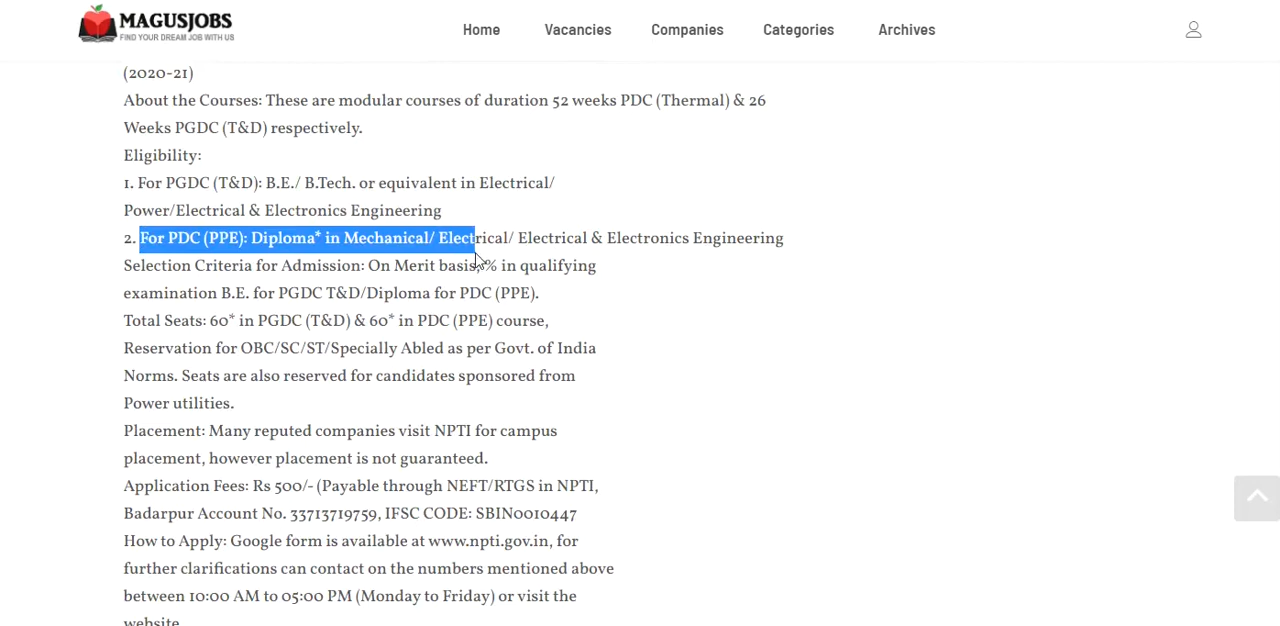 MAGUSJOBS
FIND YOUR DREAM JOB WITH US
Home Vacancies Companies Categories Archives
(2020-21)
About the Courses: These are modular courses of duration 52 weeks PDC (Thermal) & 26
Weeks PGDC (T&D) respectively.
Eligibility:
1. For PGDC (T&D): B.E./ B.Tech. or equivalent in Electrical/
Power/Electrical & Electronics Engineering
2. For PDC (PPE): Diploma* in Mechanical/ Electrical/ Electrical & Electronics Engineering
Selection Criteria for Admission: On Merit basis,% in qualifying
examination B.E. for PGDC T&D/Diploma for PDC (PPE).
Total Seats: 60* in PGDC (T&D) & 60* in PDC (PPE) course,
Reservation for OBC/SC/ST/Specially Abled as per Govt. of India
Norms. Seats are also reserved for candidates sponsored from
Power utilities.
Placement: Many reputed companies visit NPTI for campus
placement, however placement is not guaranteed.
Application Fees: Rs 500/- (Payable through NEFT/RTGS in NPTI,
Badarpur Account No. 33713719759, IFSC CODE: SBIN0010447
How to Apply: Google form is available at www.npti.gov.in, for
further clarifications can contact on the numbers mentioned above
between 10:00 AM to 05:00 PM (Monday to Friday) or visit the
website